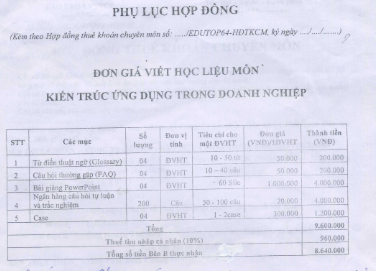 PHỤ LỤC HỢP ĐỒNG
(Kèm theo Hợp đồng thuê khoán chuyên môn số: ...../EDUTOP64-HĐTKCM, ký ngày .../.../......)
ĐƠN GIÁ VIẾT HỌC LIỆU MÔN
KIẾN TRÚC ỨNG DỤNG TRONG DOANH NGHIỆP
STT Các mục Số lượng Đơn vị tính Tiêu chí cho một ĐVHT Đơn giá (VNĐ/ĐVHT) Thành tiền (VNĐ)
1 Từ điển thuật ngữ (Glossary) 04 ĐVHT 10 - 30 từ 50.000 200.000
2 Câu hỏi thường gặp (FAQ) 04 ĐVHT 10 - 40 câu 50.000 200.000
3 Bài giảng PowerPoint 04 ĐVHT 60 Slide 1.000.000 4.000.000
4 Ngân hàng câu hỏi tự luận và trắc nghiệm 200 Câu 50 - 100 câu 20.000 4.000.000
5 Case 04 ĐVHT 1 - 2case 300.000 1.200.000
Tổng 9.600.000
Thuế thu nhập cá nhân (10%) 960.000
Tổng số tiền Bên B thực nhận 8.640.000